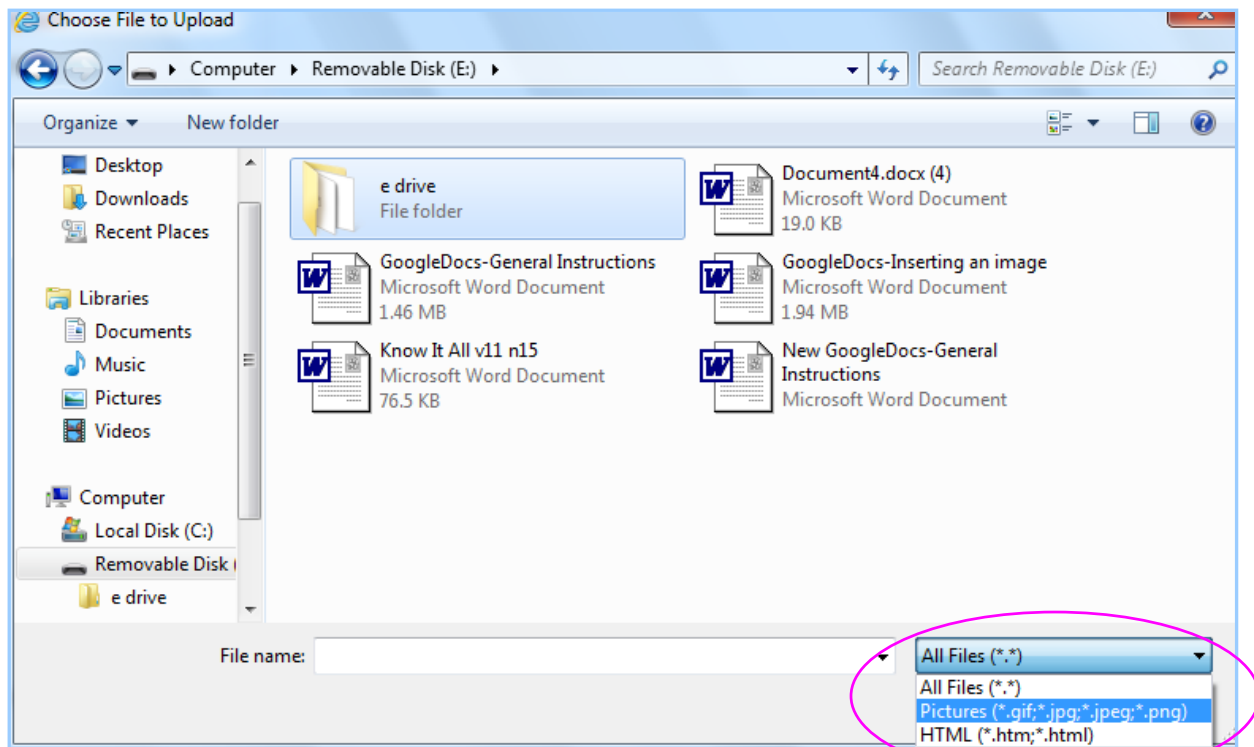 Choose File to Upload
Computer Removable Disk (E:)
Search Removable Disk (E:)
Organize
New folder
Desktop
Downloads
Recent Places
Libraries
Documents
Music
Pictures
Videos
Computer
Local Disk (C:)
Removable Disk
e drive
e drive
File folder
Document4.docx (4)
Microsoft Word Document
19.0 KB
GoogleDocs-General Instructions
Microsoft Word Document
1.46 MB
GoogleDocs-Inserting an image
Microsoft Word Document
1.94 MB
Know It All v11 n15
Microsoft Word Document
76.5 KB
New GoogleDocs-General
Instructions
Microsoft Word Document
File name:
All Files (*.*)
All Files (*.*)
Pictures (*.gif;*.jpg;*.jpeg;*.png)
HTML (*.htm;*.html)